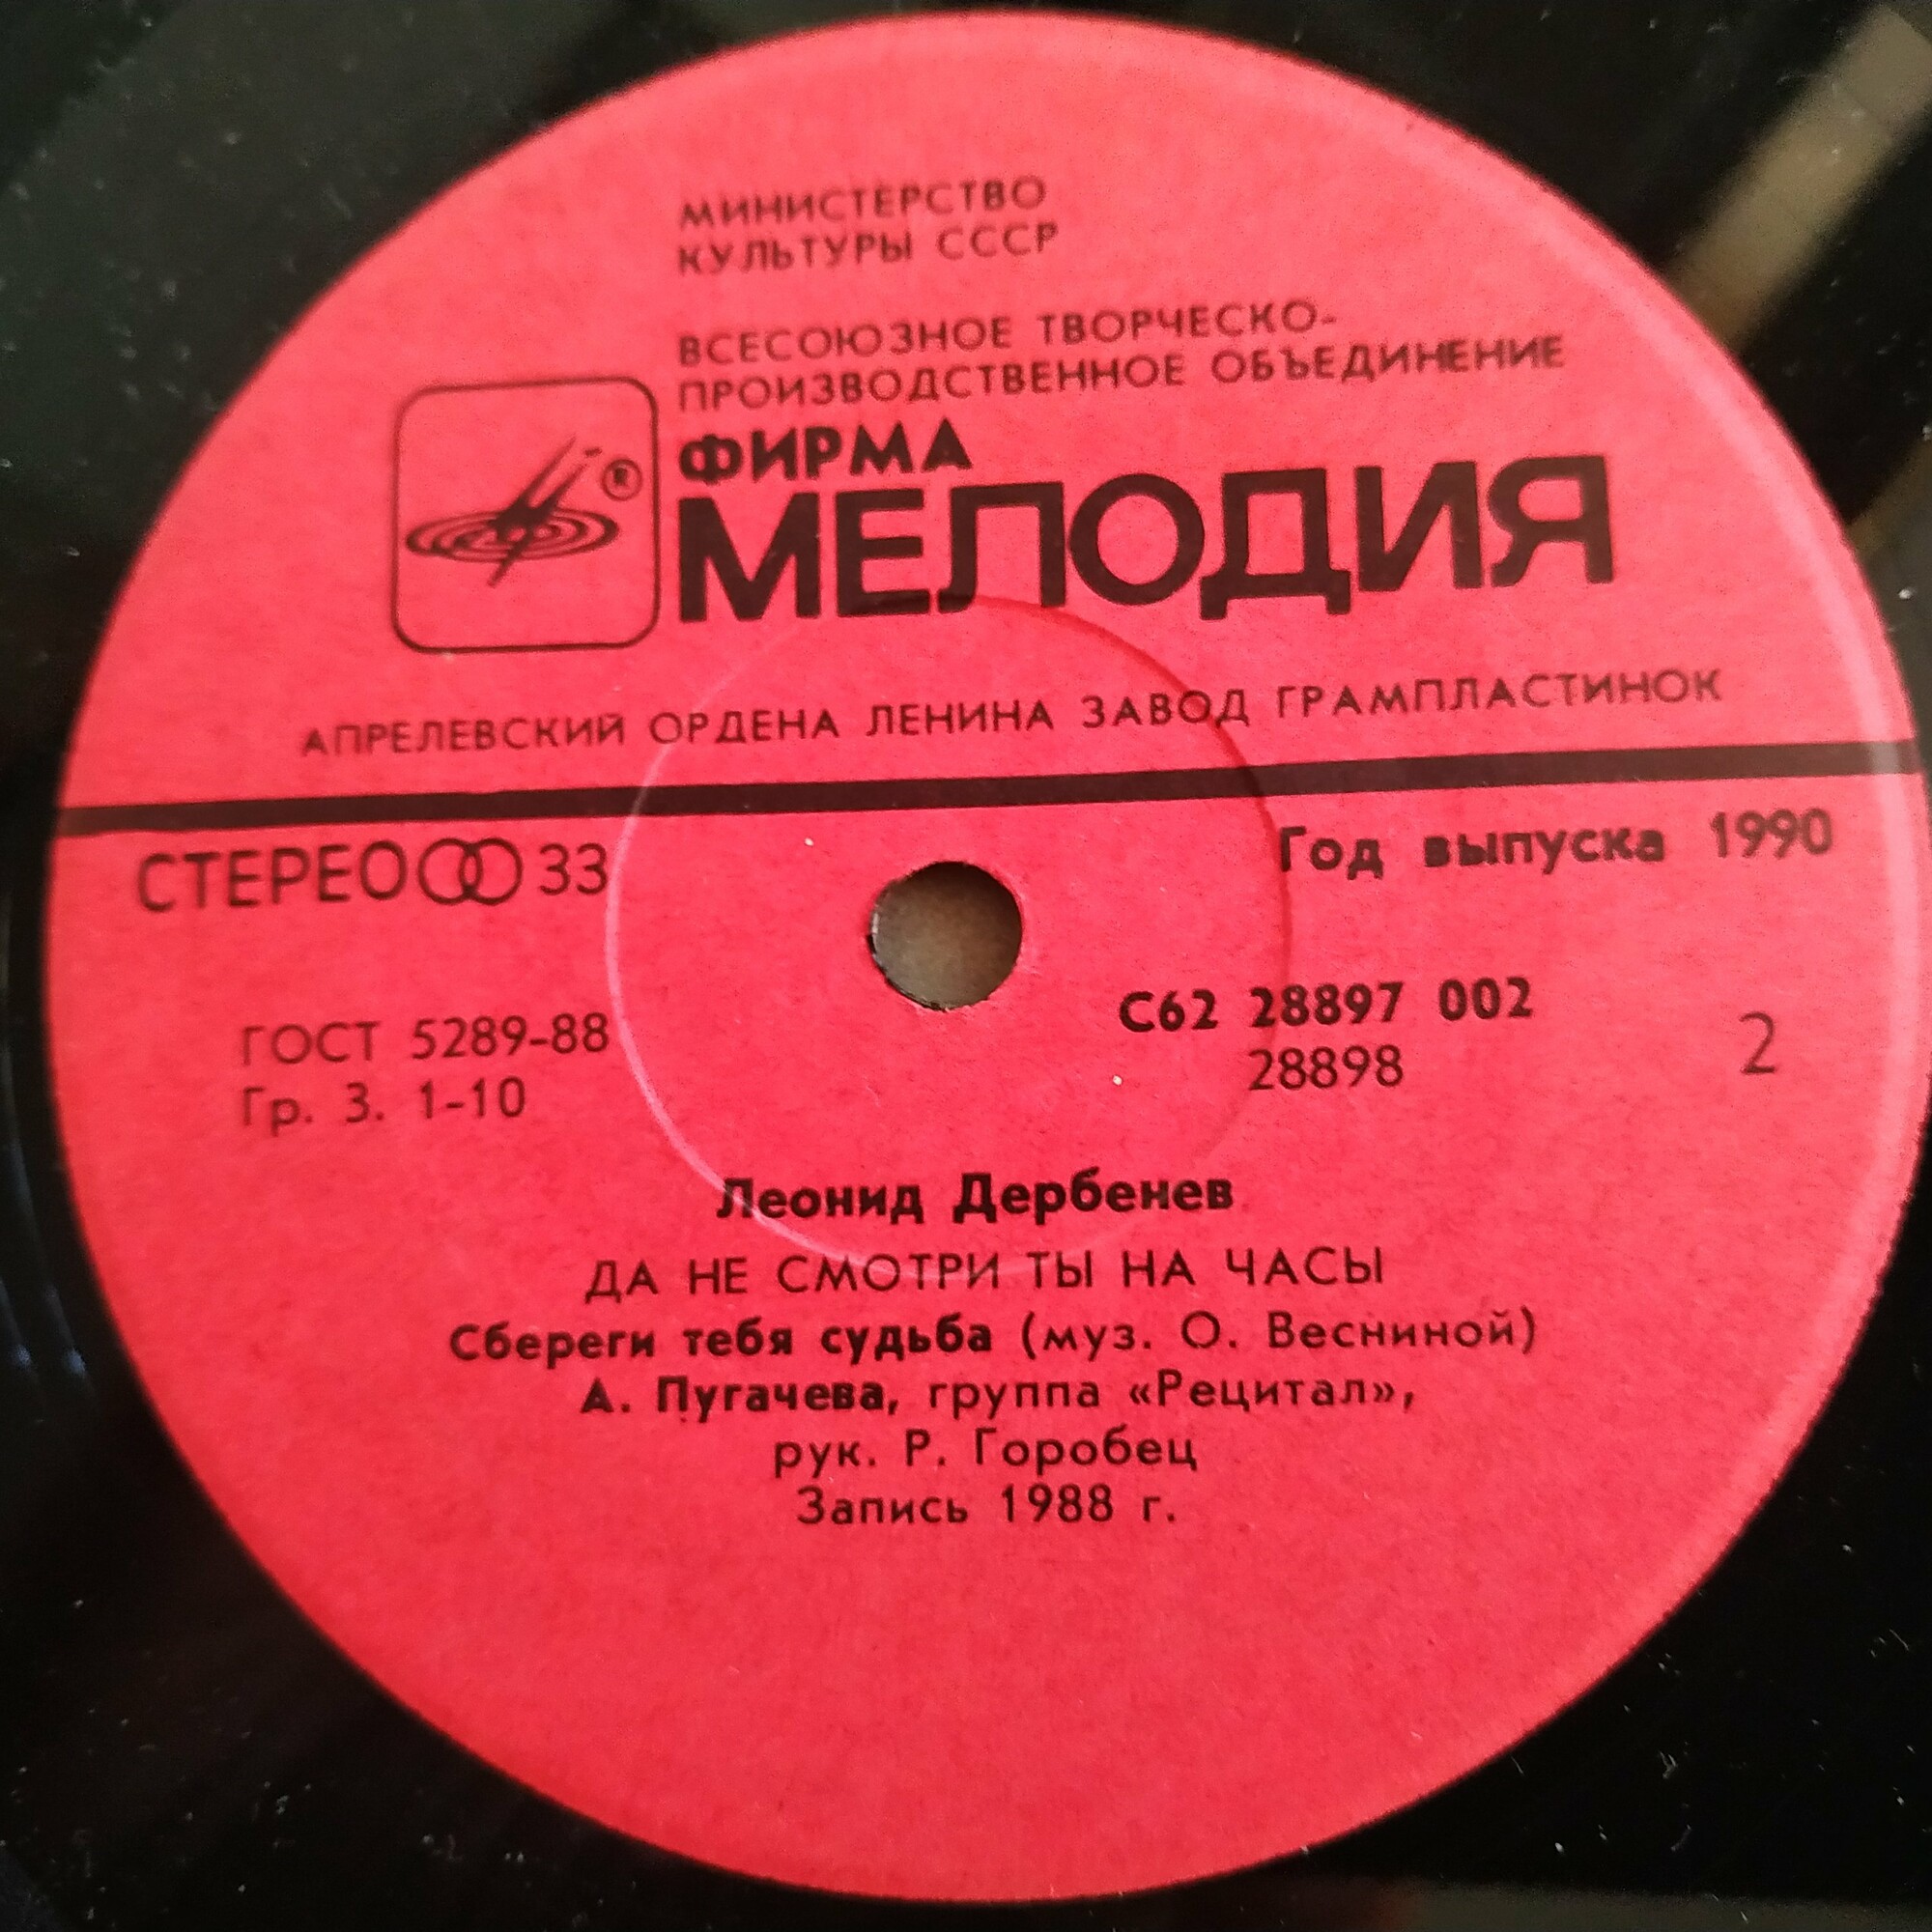 МИНИСТЕРСТВО
КУЛЬТУРЫ СССР
ВСЕСОЮЗНОЕ ТВОРЧЕСКО-
ПРОИЗВОДСТВЕННОЕ ОБЪЕДИНЕНИЕ
ФИРМА
®
МЕЛОДИЯ
АПРЕЛЕВСКИЙ ОРДЕНА ЛЕНИНА ЗАВОД ГРАМПЛАСТИНОК
СТЕРЕО 33
Год выпуска 1990
ГОСТ 5289-88
Гр. 3. 1-10
С62 28897 002
28898
2
Леонид Дербенев
ДА НЕ СМОТРИ ТЫ НА ЧАСЫ
Сбереги тебя судьба (муз. О. Весниной)
А. Пугачева, группа «Рецитал»,
рук. Р. Горобец
Запись 1988 г.